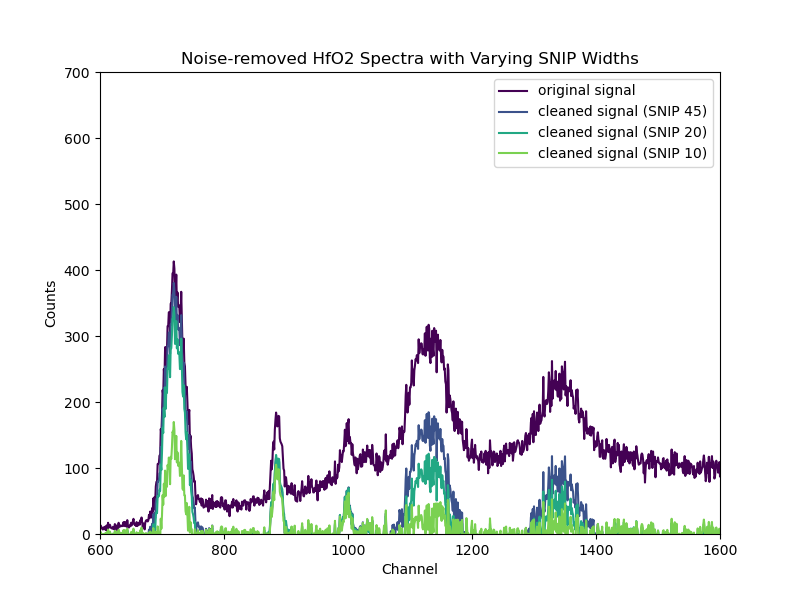 Noise-removed HfO2 Spectra with Varying SNIP Widths
original signal
cleaned signal (SNIP 45)
cleaned signal (SNIP 20)
cleaned signal (SNIP 10)
700
600
500
400
300
200
100
0
Counts
600 800 1000 1200 1400 1600
Channel